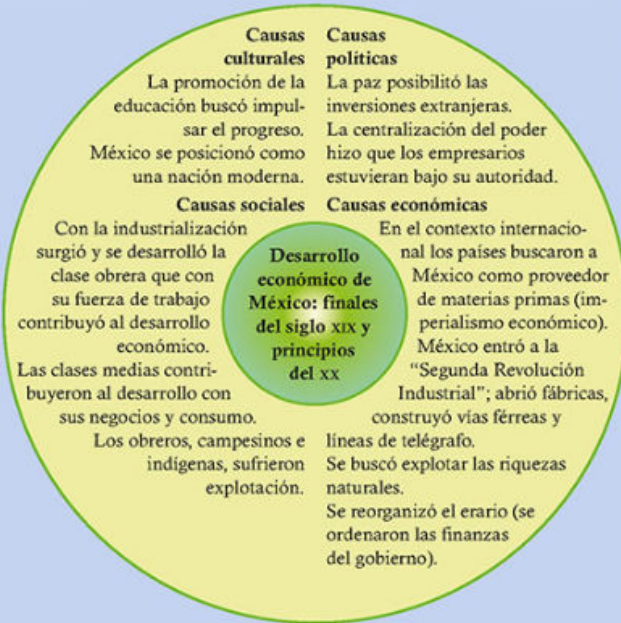 Causas
culturales
La promoción de la
educación buscó impul-
sar el progreso.
México se posicionó como
una nación moderna.
Causas
políticas
La paz posibilitó las
inversiones extranjeras.
La centralización del poder
hizo que los empresarios
estuvieran bajo su autoridad.
Causas sociales
Con la industrialización
surgió y se desarrolló la
clase obrera que con
su fuerza de trabajo
contribuyó al desarrollo
económico.
Las clases medias contri-
buyeron al desarrollo con
sus negocios y consumo.
Los obreros, campesinos e
indígenas, sufrieron
explotación.
Causas económicas
En el contexto internacio-
nal los países buscaron a
México como proveedor
de materias primas (im-
perialismo económico).
México entró a la
“Segunda Revolución
Industrial”; abrió fábricas,
construyó vías férreas y
líneas de telégrafo.
Se buscó explotar las riquezas
naturales.
Se reorganizó el erario (se
ordenaron las finanzas
del gobierno).
Desarrollo
económico de
México: finales
del siglo XIX y
principios
del XX